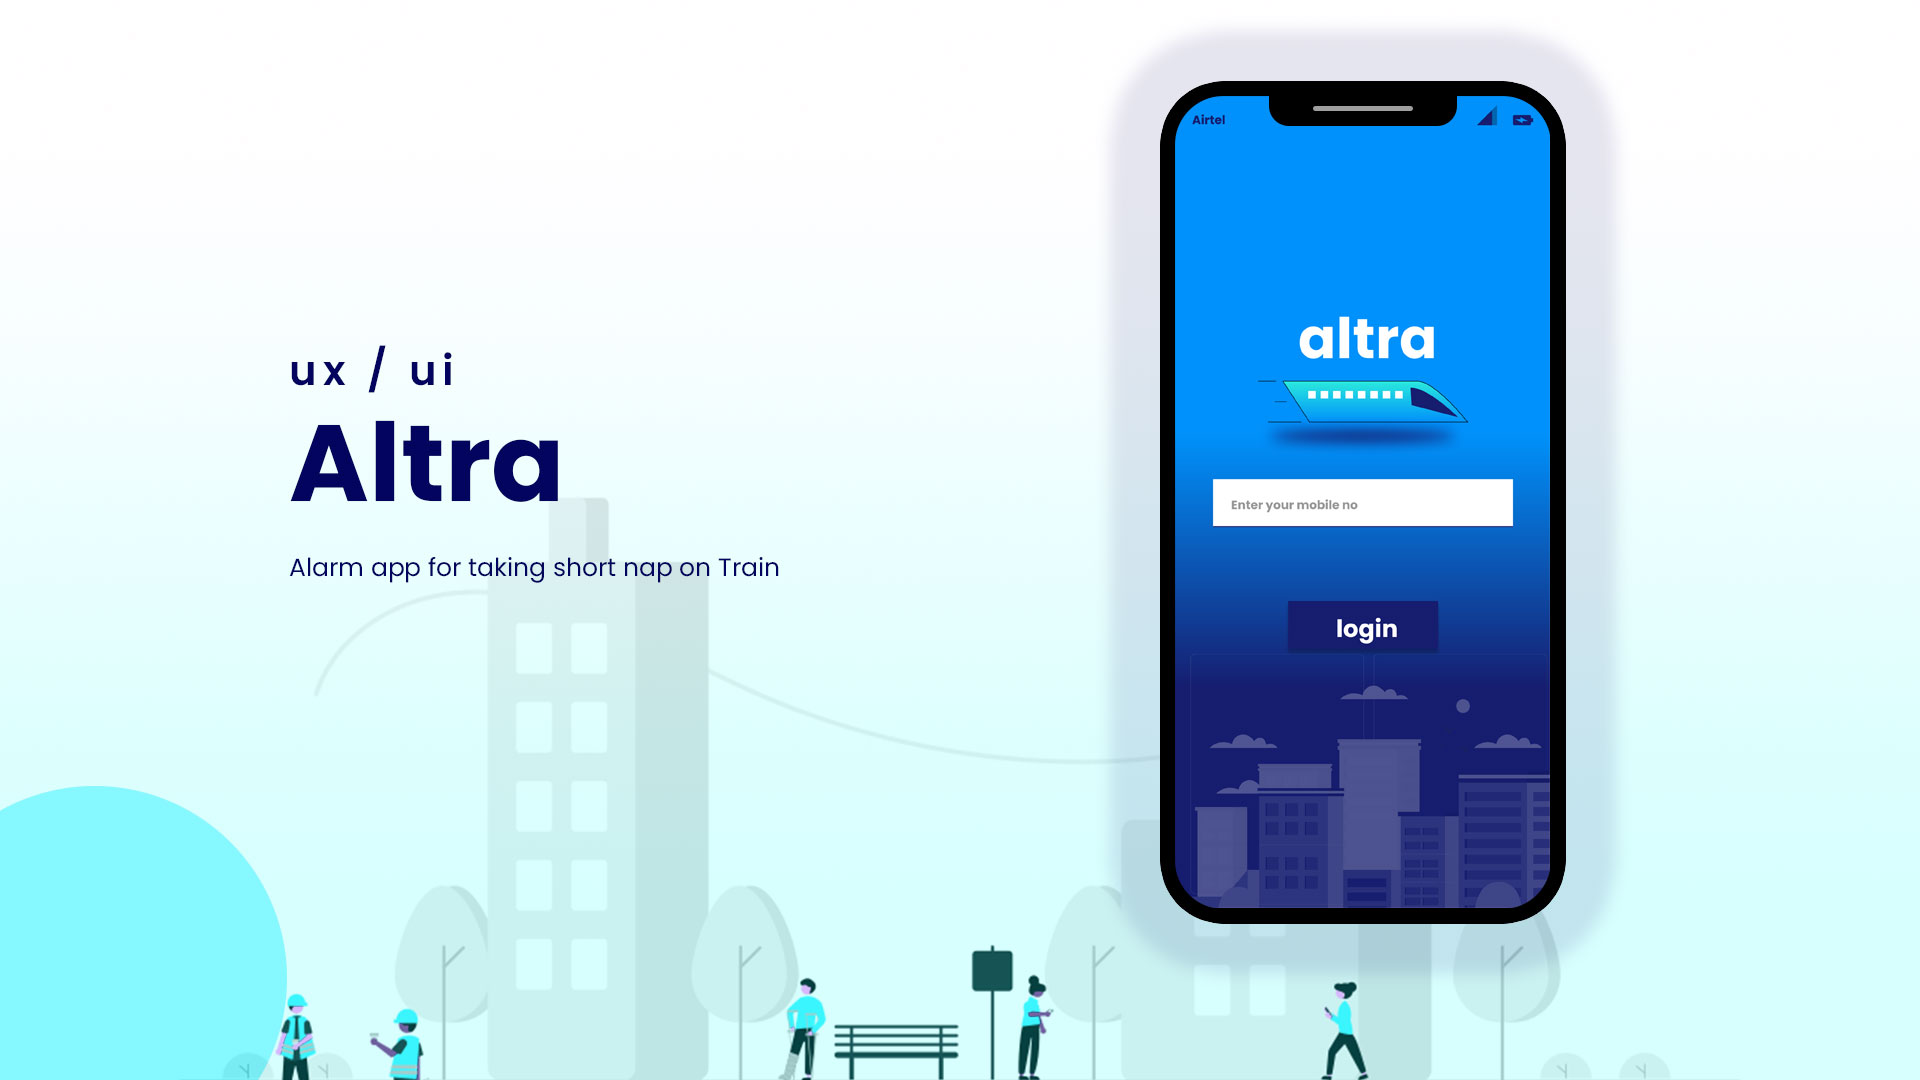 ux / ui
Altra
Alarm app for taking short nap on Train
Airtel
altra
Enter your mobile no
login